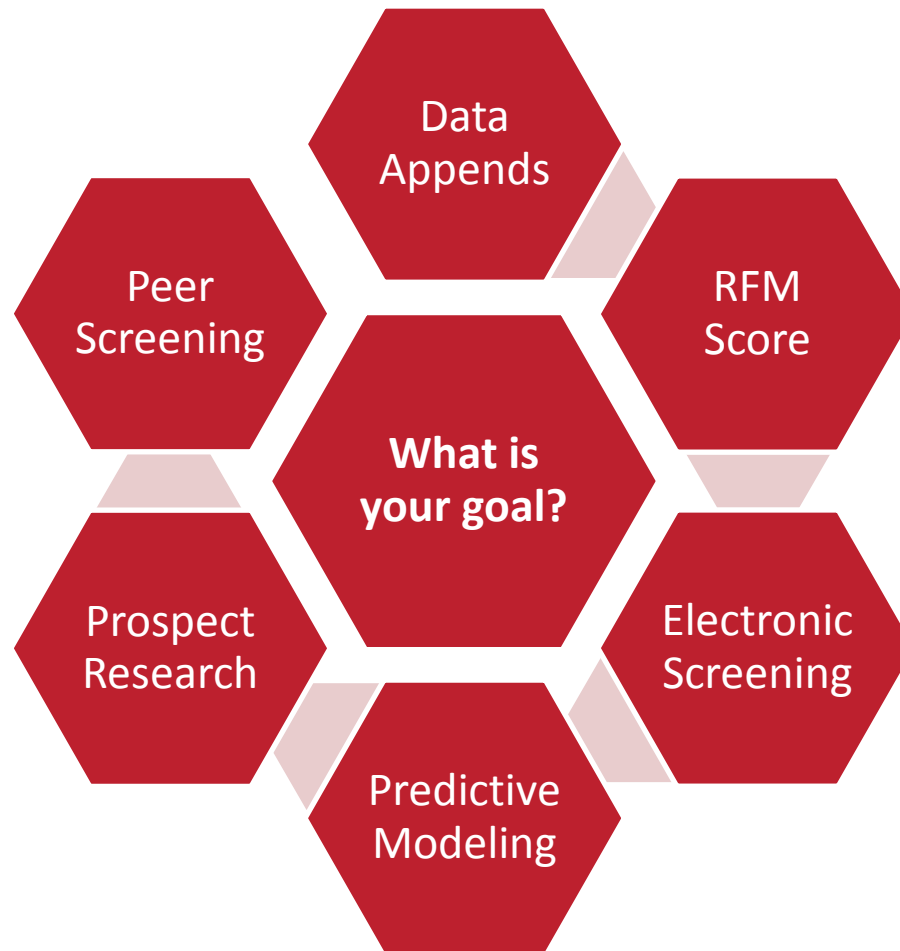 Data
Appends
RFM
Score
Electronic
Screening
Predictive
Modeling
Prospect
Research
Peer
Screening
What is
your goal?